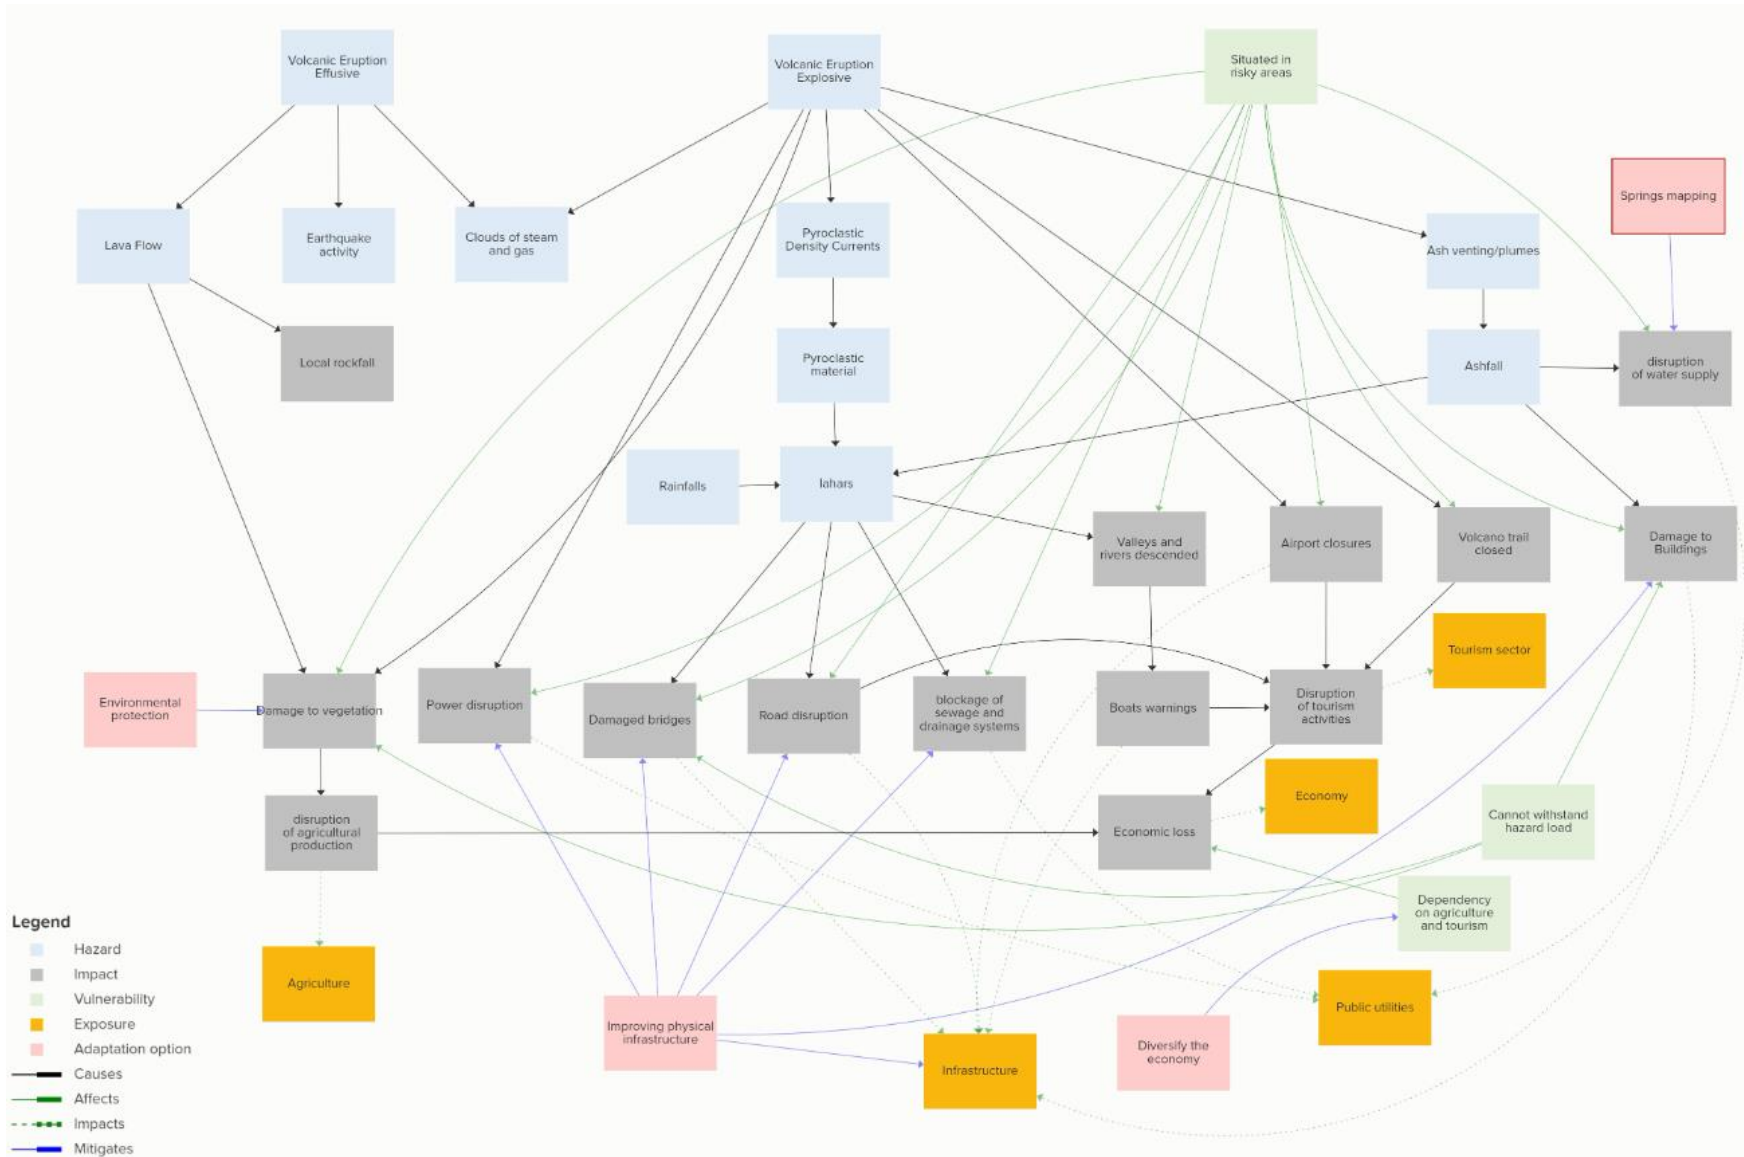 Volcanic Eruption
Effusive
Volcanic Eruption
Explosive
Situated in
risky areas
Springs mapping
Lava Flow
Earthquake
activity
Clouds of steam
and gas
Pyroclastic
Density Currents
Ash venting/plumes
Local rockfall
Pyroclastic
material
Ashfall
disruption
of water supply
Rainfalls
lahars
Valleys and
rivers descended
Airport closures
Volcano trail
closed
Damage to
Buildings
Tourism sector
Environmental
protection
Damage to vegetation
Power disruption
Damaged bridges
Road disruption
blockage of
sewage and
drainage systems
Boats warnings
Disruption
of tourism
activities
Economy
disruption
of agricultural
production
Economic loss
Cannot withstand
hazard load
Dependency
on agriculture
and tourism
Agriculture
Public utilities
Improving physical
infrastructure
Infrastructure
Diversify the
economy
Legend
Hazard
Impact
Vulnerability
Exposure
Adaptation option
Causes
Affects
Impacts
Mitigates